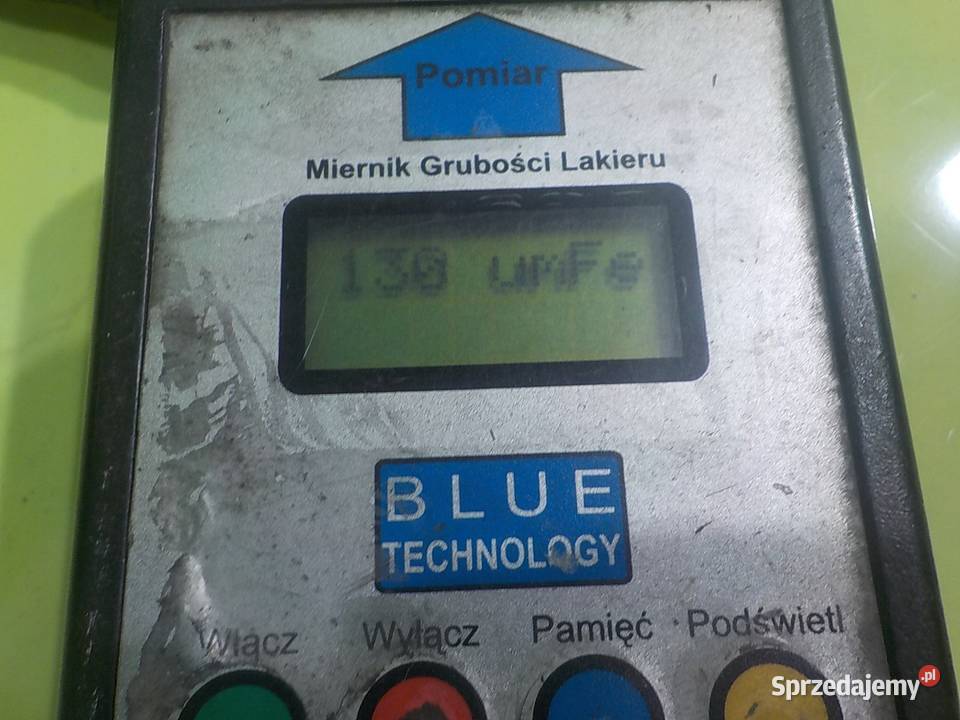 Pomiar
Miernik Grubości Lakieru
130 umFe
BLUE
TECHNOLOGY
Włącz Wyłącz Pamięć Podświetl
Sprzedajemy.pl